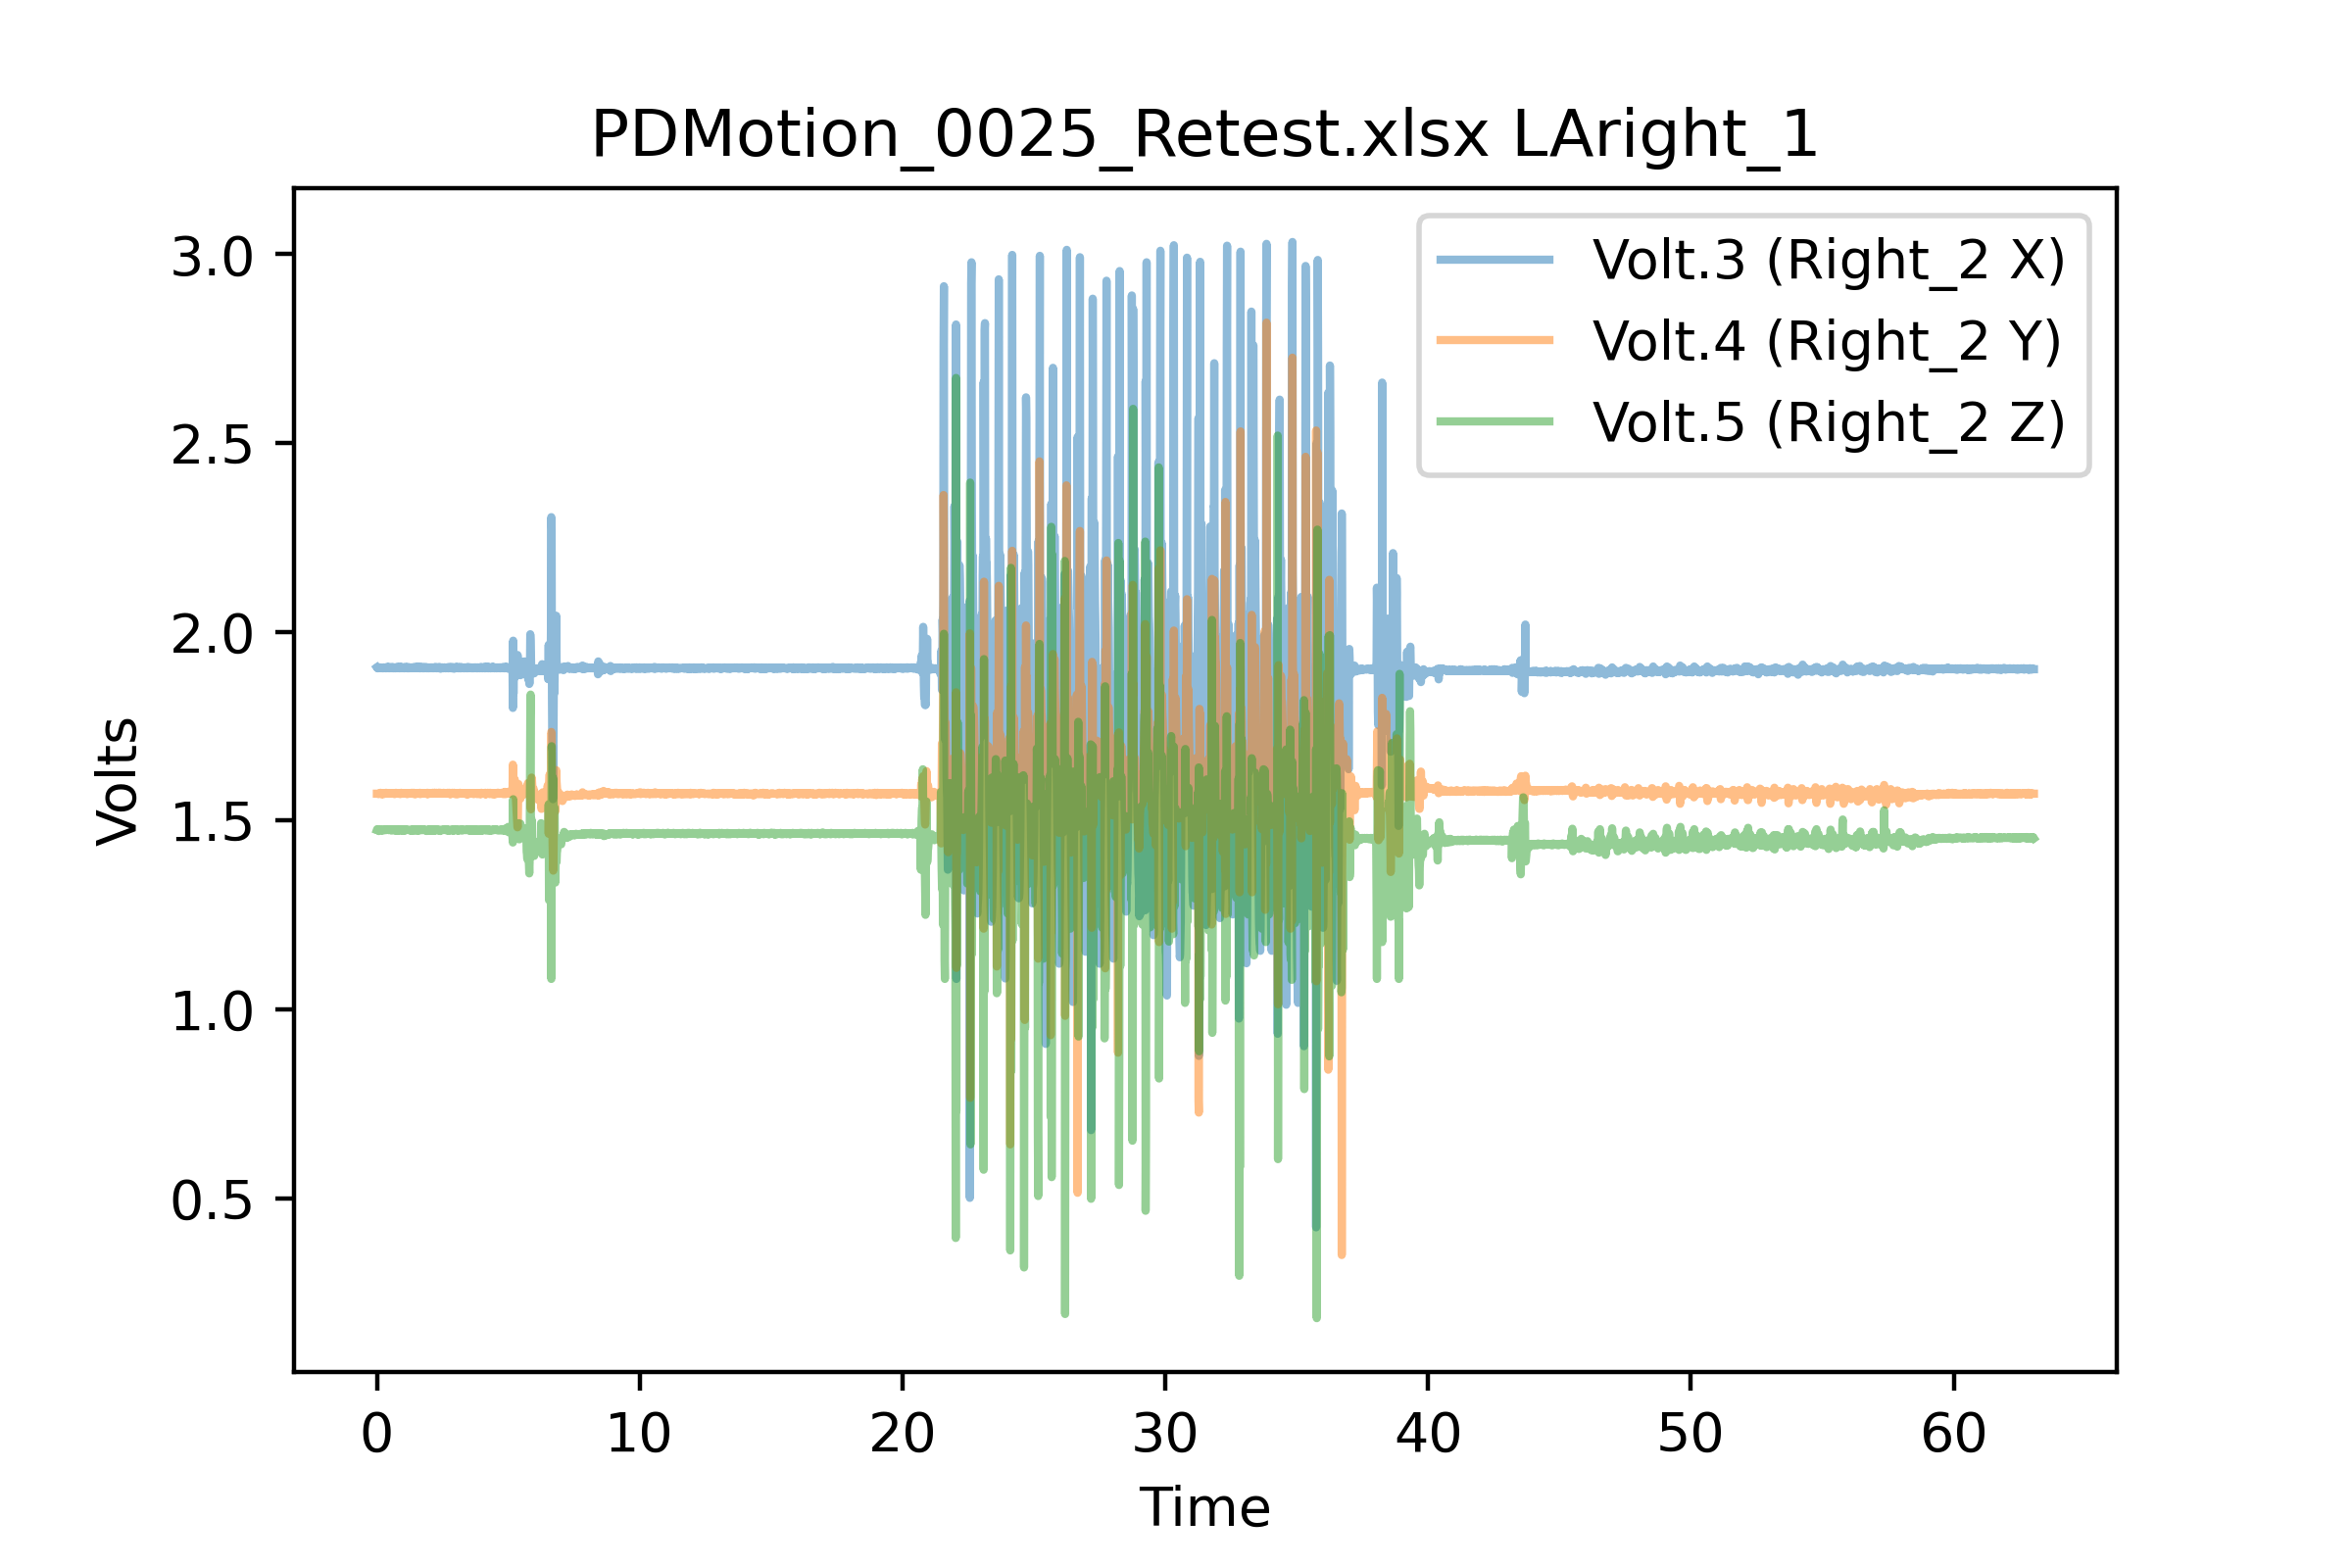 PDMotion_0025_Retest.xlsx LAright_1
Volt.3 (Right_2 X)
Volt.4 (Right_2 Y)
Volt.5 (Right_2 Z)
Volts
3.0
2.5
2.0
1.5
1.0
0.5
0 10 20 30 40 50 60
Time